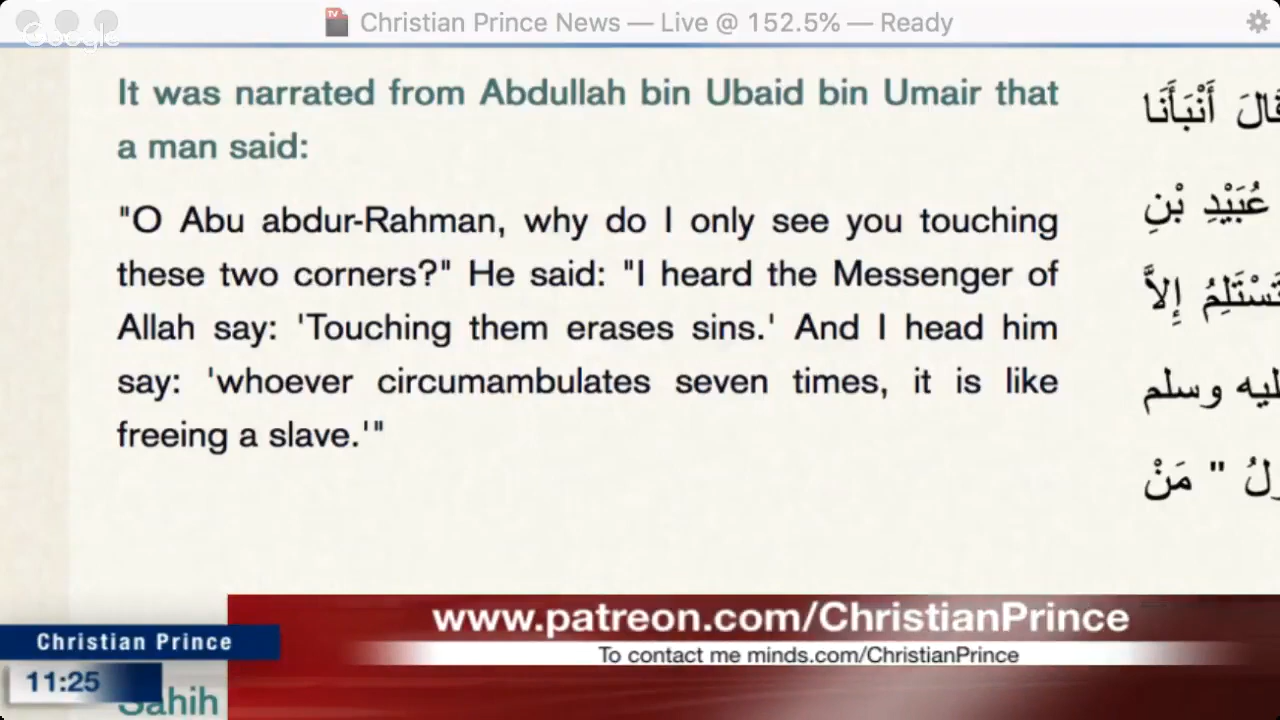 Christian Prince News — Live @ 152.5% — Ready
Google
It was narrated from Abdullah bin Ubaid bin Umair that
a man said:
"O Abu abdur-Rahman, why do I only see you touching
these two corners?" He said: "I heard the Messenger of
Allah say: 'Touching them erases sins.' And I head him
say: 'whoever circumambulates seven times, it is like
freeing a slave.'"
قَالَ أَنْبَأَنَا
عُبَيْدِ بْنِ
تَسْتَلِمُ إِلاَّ
عليه وسلم
" مَنْ
www.patreon.com/ChristianPrince
To contact me minds.com/ChristianPrince
Christian Prince
11:25
Sahih